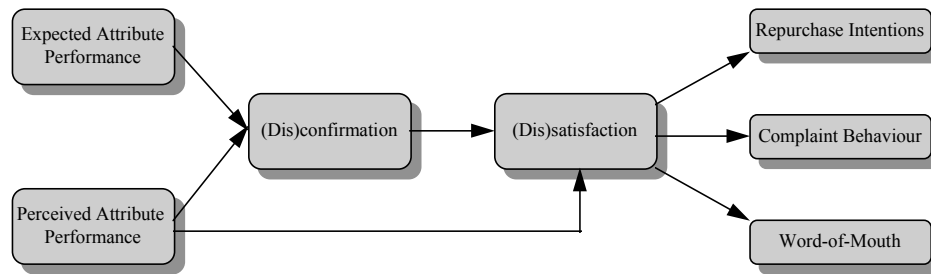 Expected Attribute
Performance
Repurchase Intentions
(Dis)confirmation
(Dis)satisfaction
Complaint Behaviour
Perceived Attribute
Performance
Word-of-Mouth